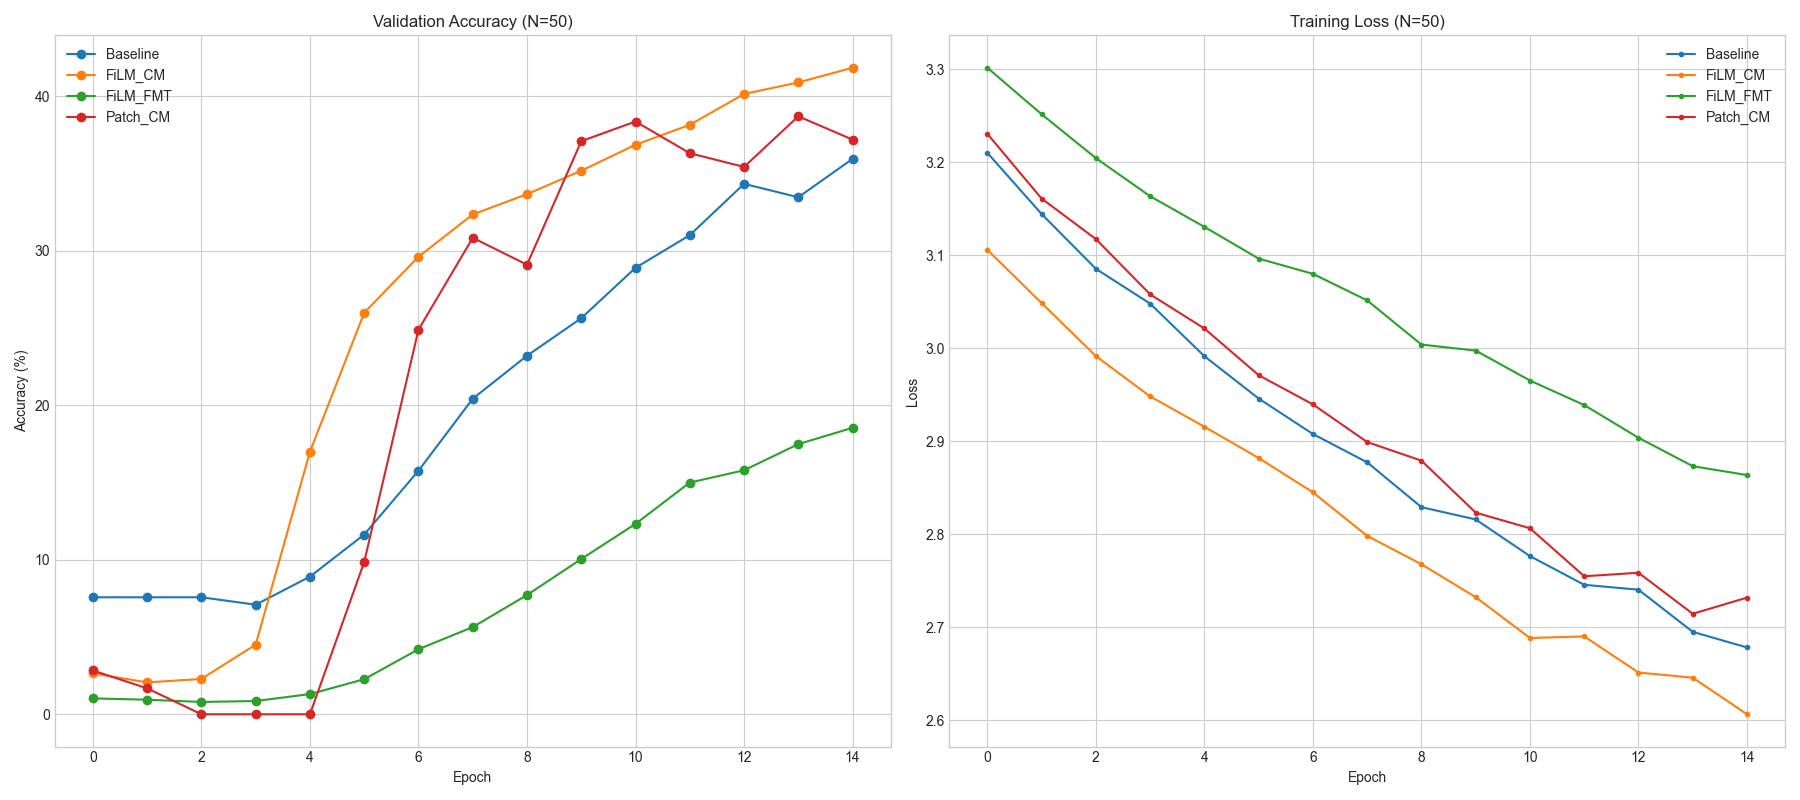 Validation Accuracy (N=50)
Baseline
FiLM_CM
FiLM_FMT
Patch_CM
40
30
20
10
0
Accuracy (%)
0 2 4 6 8 10 12 14
Epoch
Training Loss (N=50)
Baseline
FiLM_CM
FiLM_FMT
Patch_CM
3.3
3.2
3.1
3.0
2.9
2.8
2.7
2.6
Loss
0 2 4 6 8 10 12 14
Epoch